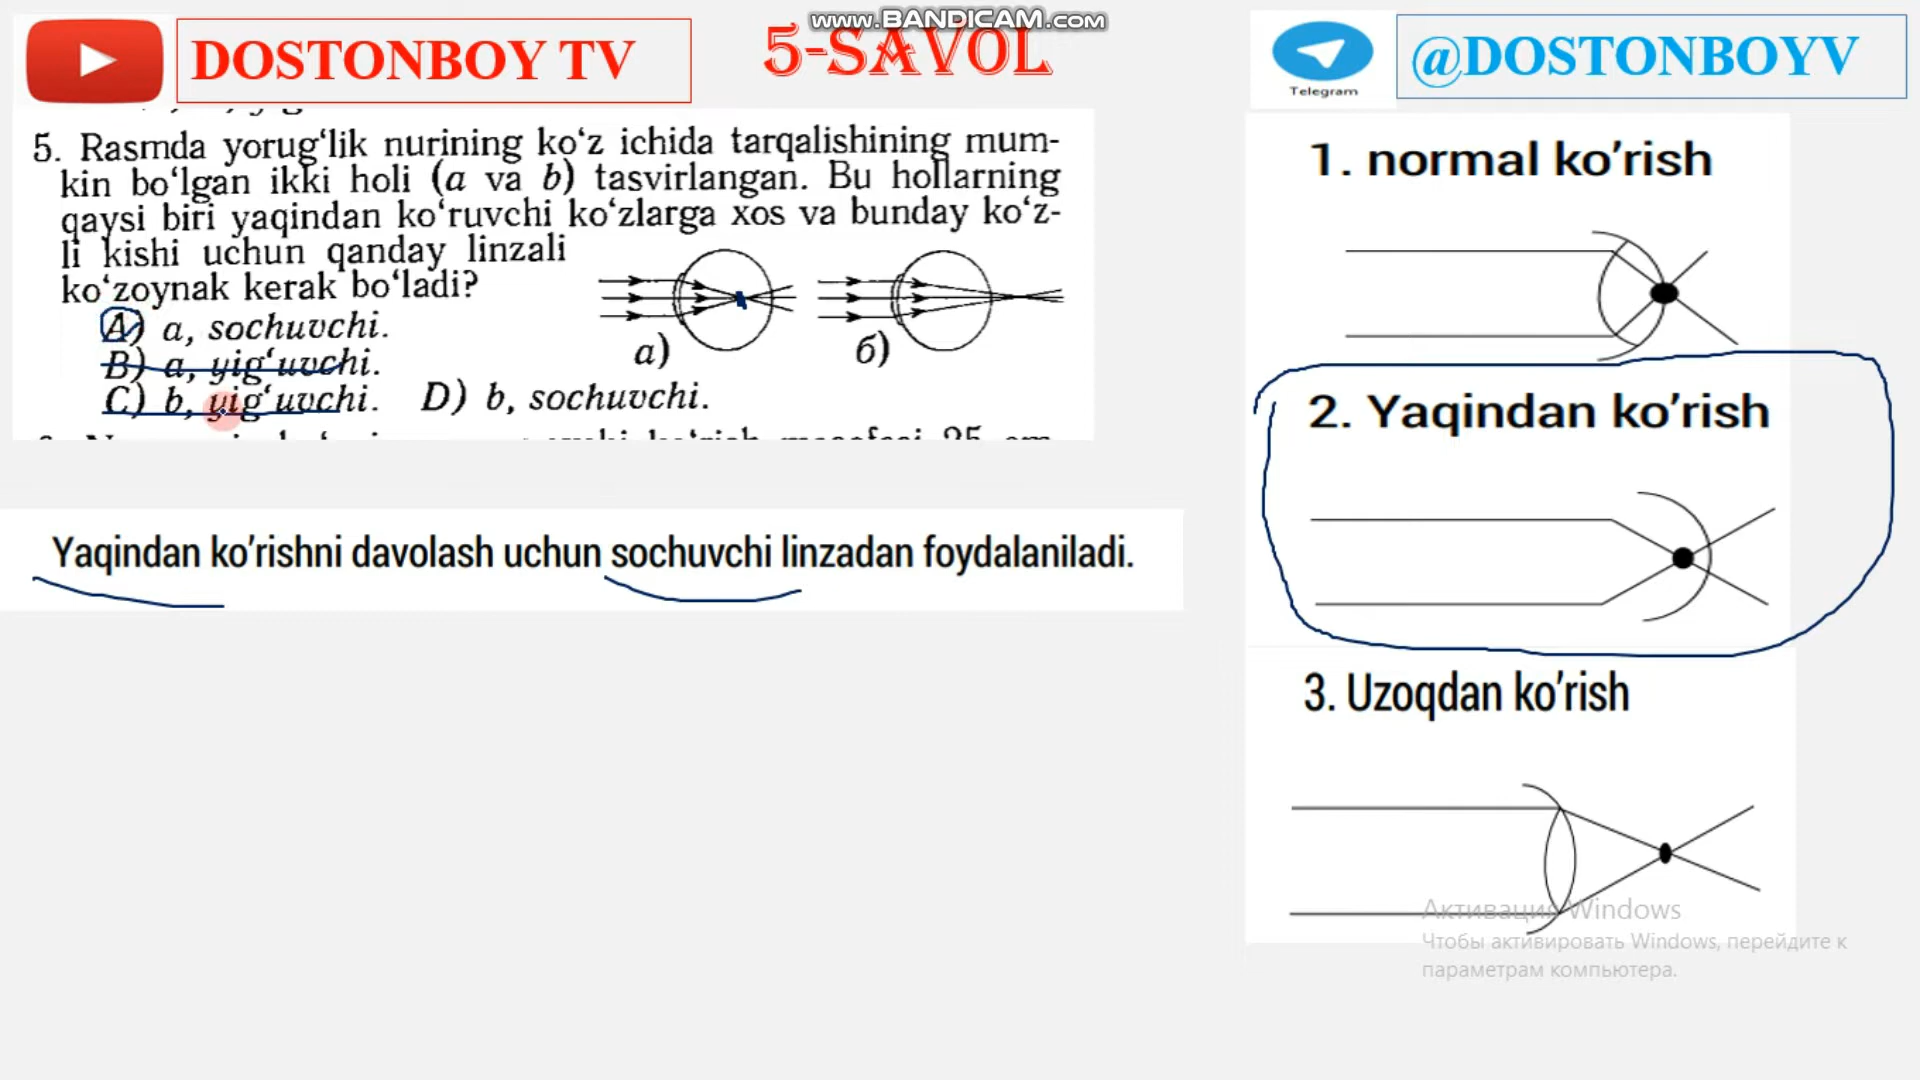 www.BANDICAM.com
DOSTONBOY TV
5-SAVOL
Telegram
@DOSTONBOYV
5. Rasmda yorug‘lik nurining ko‘z ichida tarqalishining mum-
kin bo‘lgan ikki holi (a va b) tasvirlangan. Bu hollarning
qaysi biri yaqindan ko‘ruvchi ko‘zlarga xos va bunday ko‘z-
li kishi uchun qanday linzali
ko‘zoynak kerak bo‘ladi?
A) a, sochuvchi.
B) a, yig‘uvchi.
C) b, yig‘uvchi. D) b, sochuvchi.
a) б)
Yaqindan ko’rishni davolash uchun sochuvchi linzadan foydalaniladi.
1. normal ko’rish
2. Yaqindan ko’rish
3. Uzoqdan ko’rish
Активация Windows
Чтобы активировать Windows, перейдите к
параметрам компьютера.